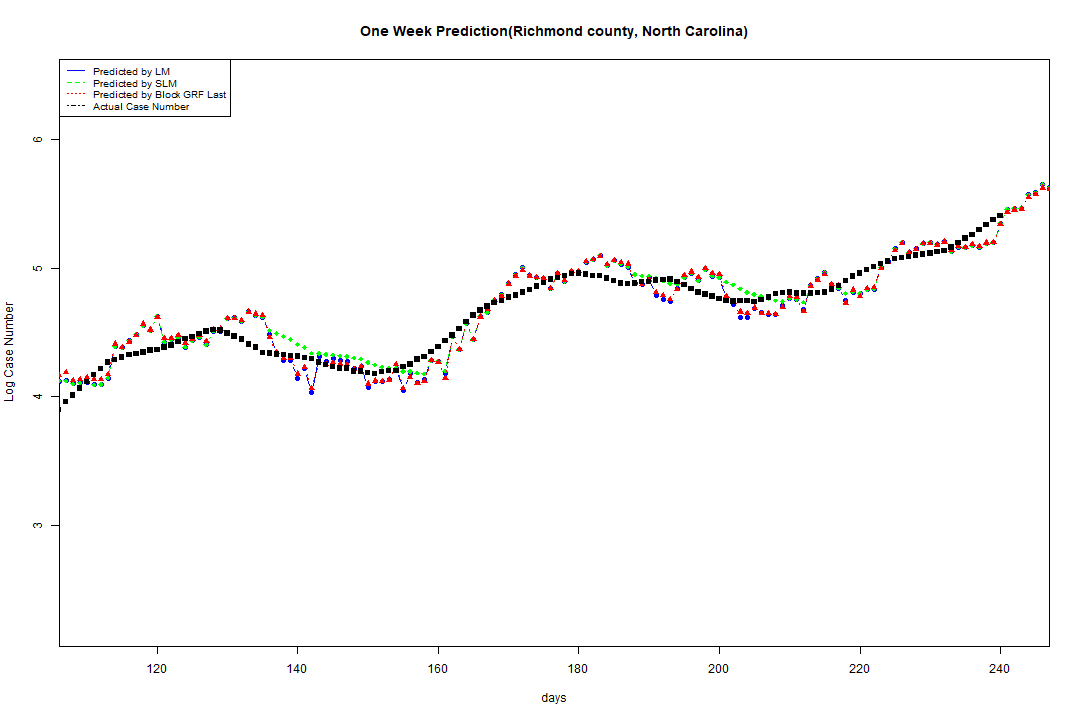 One Week Prediction(Richmond county, North Carolina)
Predicted by LM
Predicted by SLM
Predicted by Block GRF Last
Actual Case Number
Log Case Number
6
5
4
3
120 140 160 180 200 220 240
days